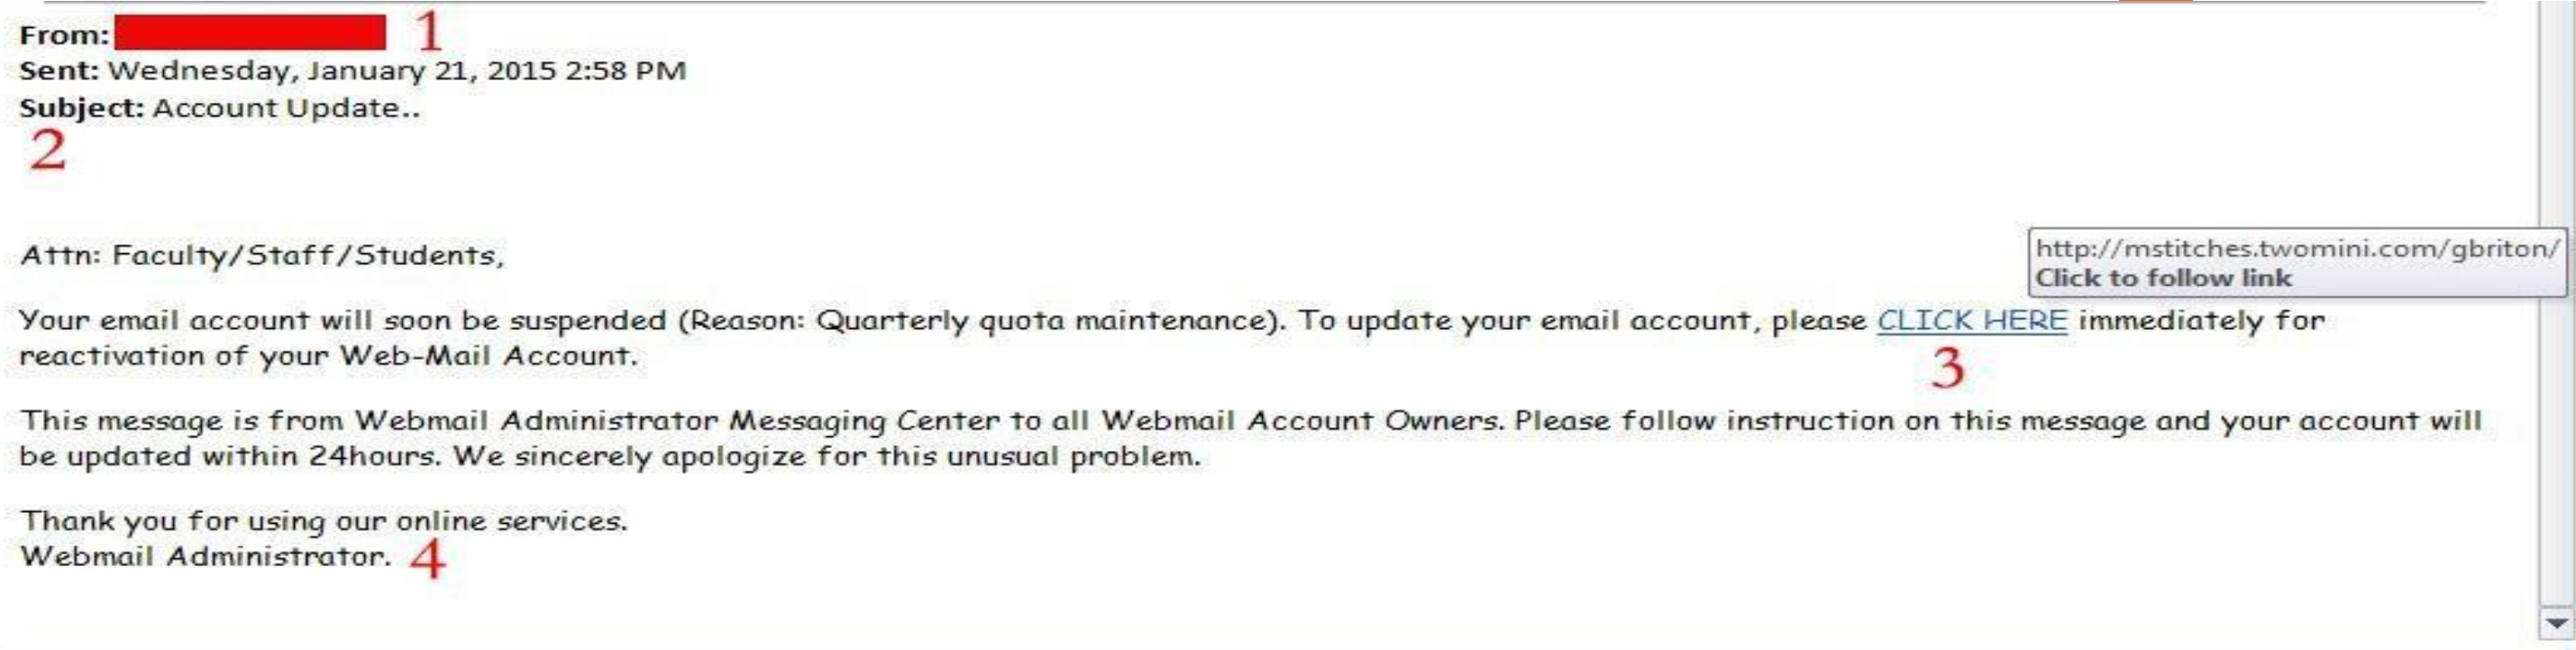 From: 1
Sent: Wednesday, January 21, 2015 2:58 PM
Subject: Account Update..
2
Attn: Faculty/Staff/Students,
http://mstitches.twomini.com/gbriton/
Click to follow link
Your email account will soon be suspended (Reason: Quarterly quota maintenance). To update your email account, please CLICK HERE immediately for
reactivation of your Web-Mail Account.
3
This message is from Webmail Administrator Messaging Center to all Webmail Account Owners. Please follow instruction on this message and your account will
be updated within 24hours. We sincerely apologize for this unusual problem.
Thank you for using our online services.
Webmail Administrator. 4